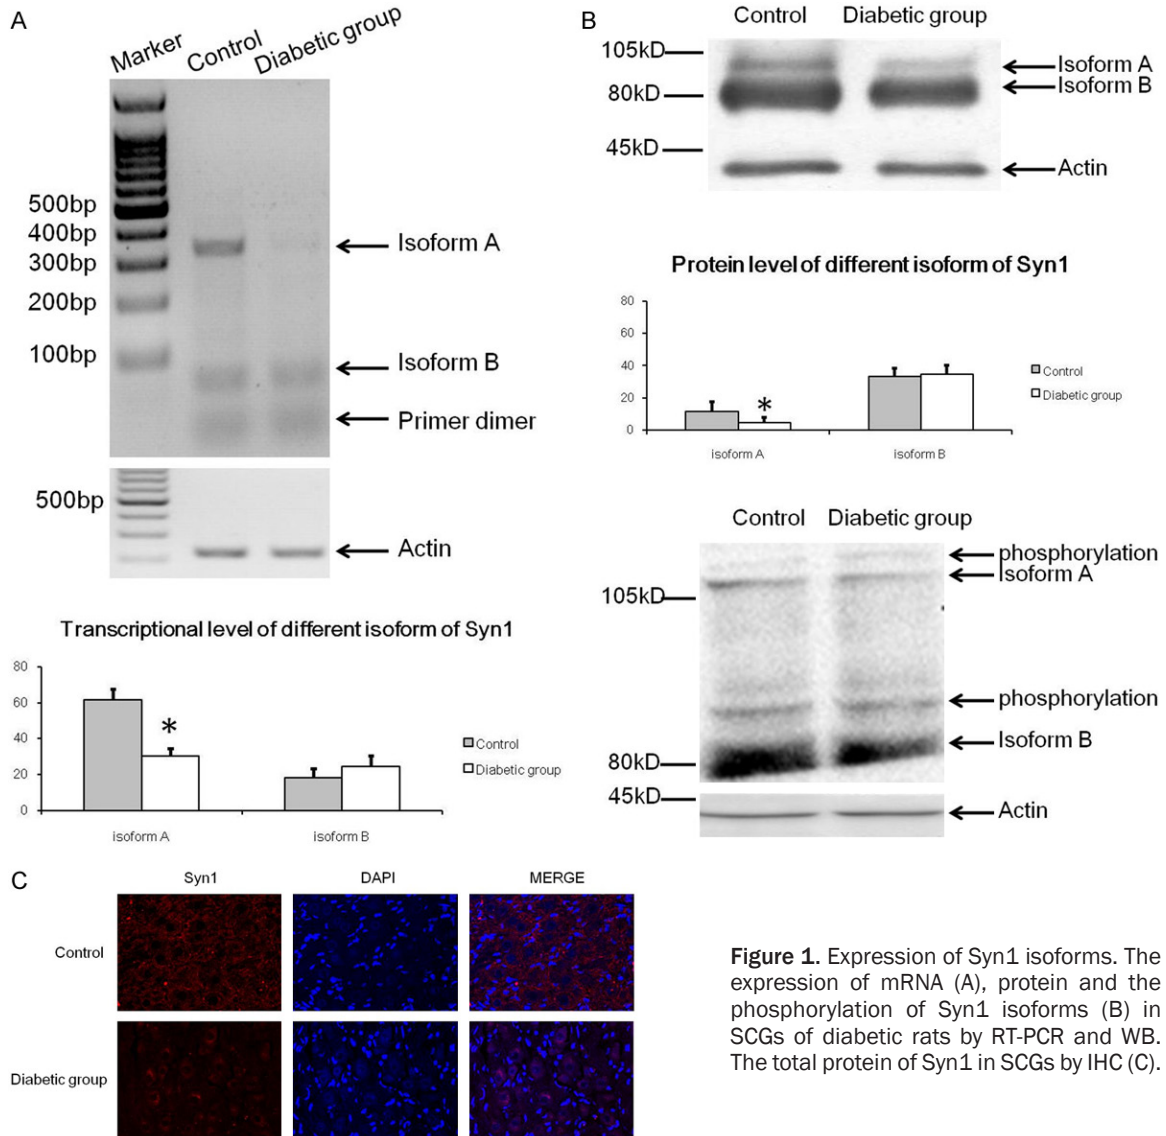 A
Marker
Control
Diabetic group
500bp
400bp
300bp
200bp
100bp
Isoform A
Isoform B
Primer dimer
500bp
Actin
Transcriptional level of different isoform of Syn1
80
60
40
20
0
isoform A
isoform B
Control
Diabetic group
B
Control
Diabetic group
105kD
80kD
45kD
Isoform A
Isoform B
Actin
Protein level of different isoform of Syn1
80
60
40
20
0
*
*
isoform A
isoform B
Control
Diabetic group
Control
Diabetic group
105kD
80kD
45kD
phosphorylation
Isoform A
phosphorylation
Isoform B
Actin
C
Syn1
DAPI
MERGE
Control
Diabetic group
Figure 1. Expression of Syn1 isoforms. The
expression of mRNA (A), protein and the
phosphorylation of Syn1 isoforms (B) in
SCGs of diabetic rats by RT-PCR and WB.
The total protein of Syn1 in SCGs by IHC (C).